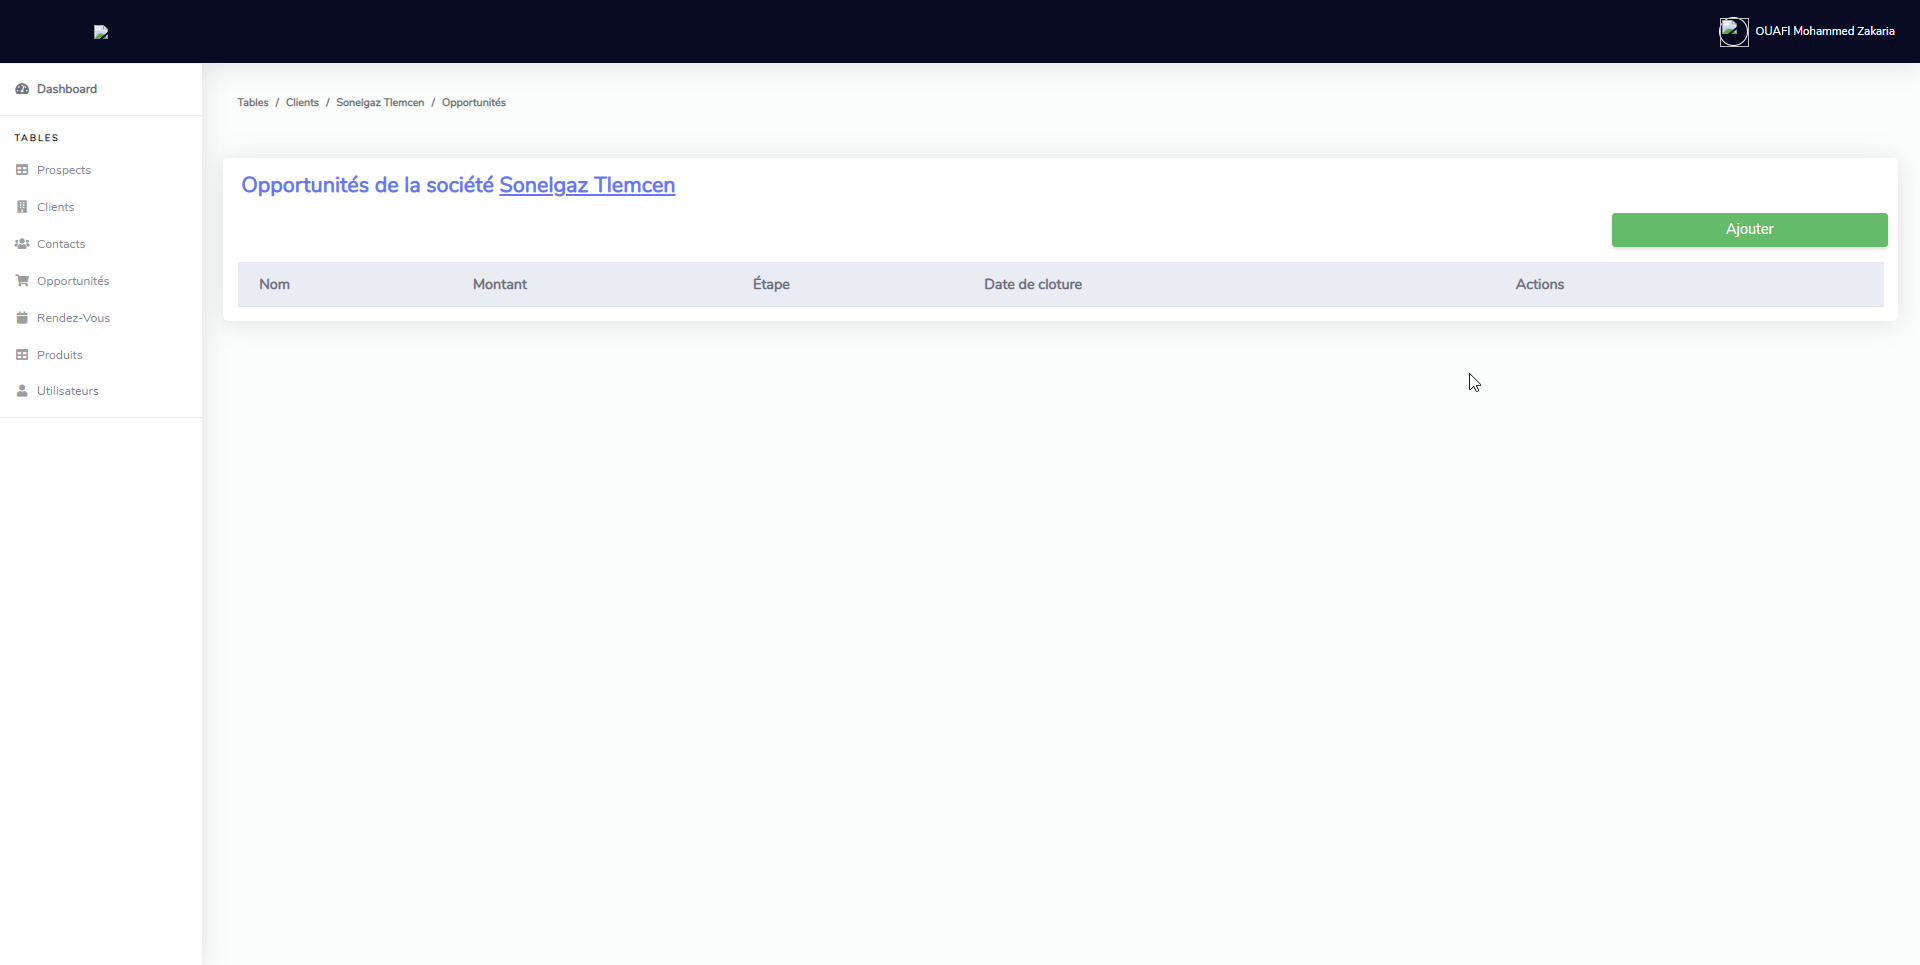 OUAFI Mohammed Zakaria
Dashboard
TABLES
Prospects
Clients
Contacts
Opportunités
Rendez-Vous
Produits
Utilisateurs
Tables / Clients / Sonelgaz Tlemcen / Opportunités
Opportunités de la société Sonelgaz Tlemcen
Ajouter
Nom Montant Étape Date de cloture Actions